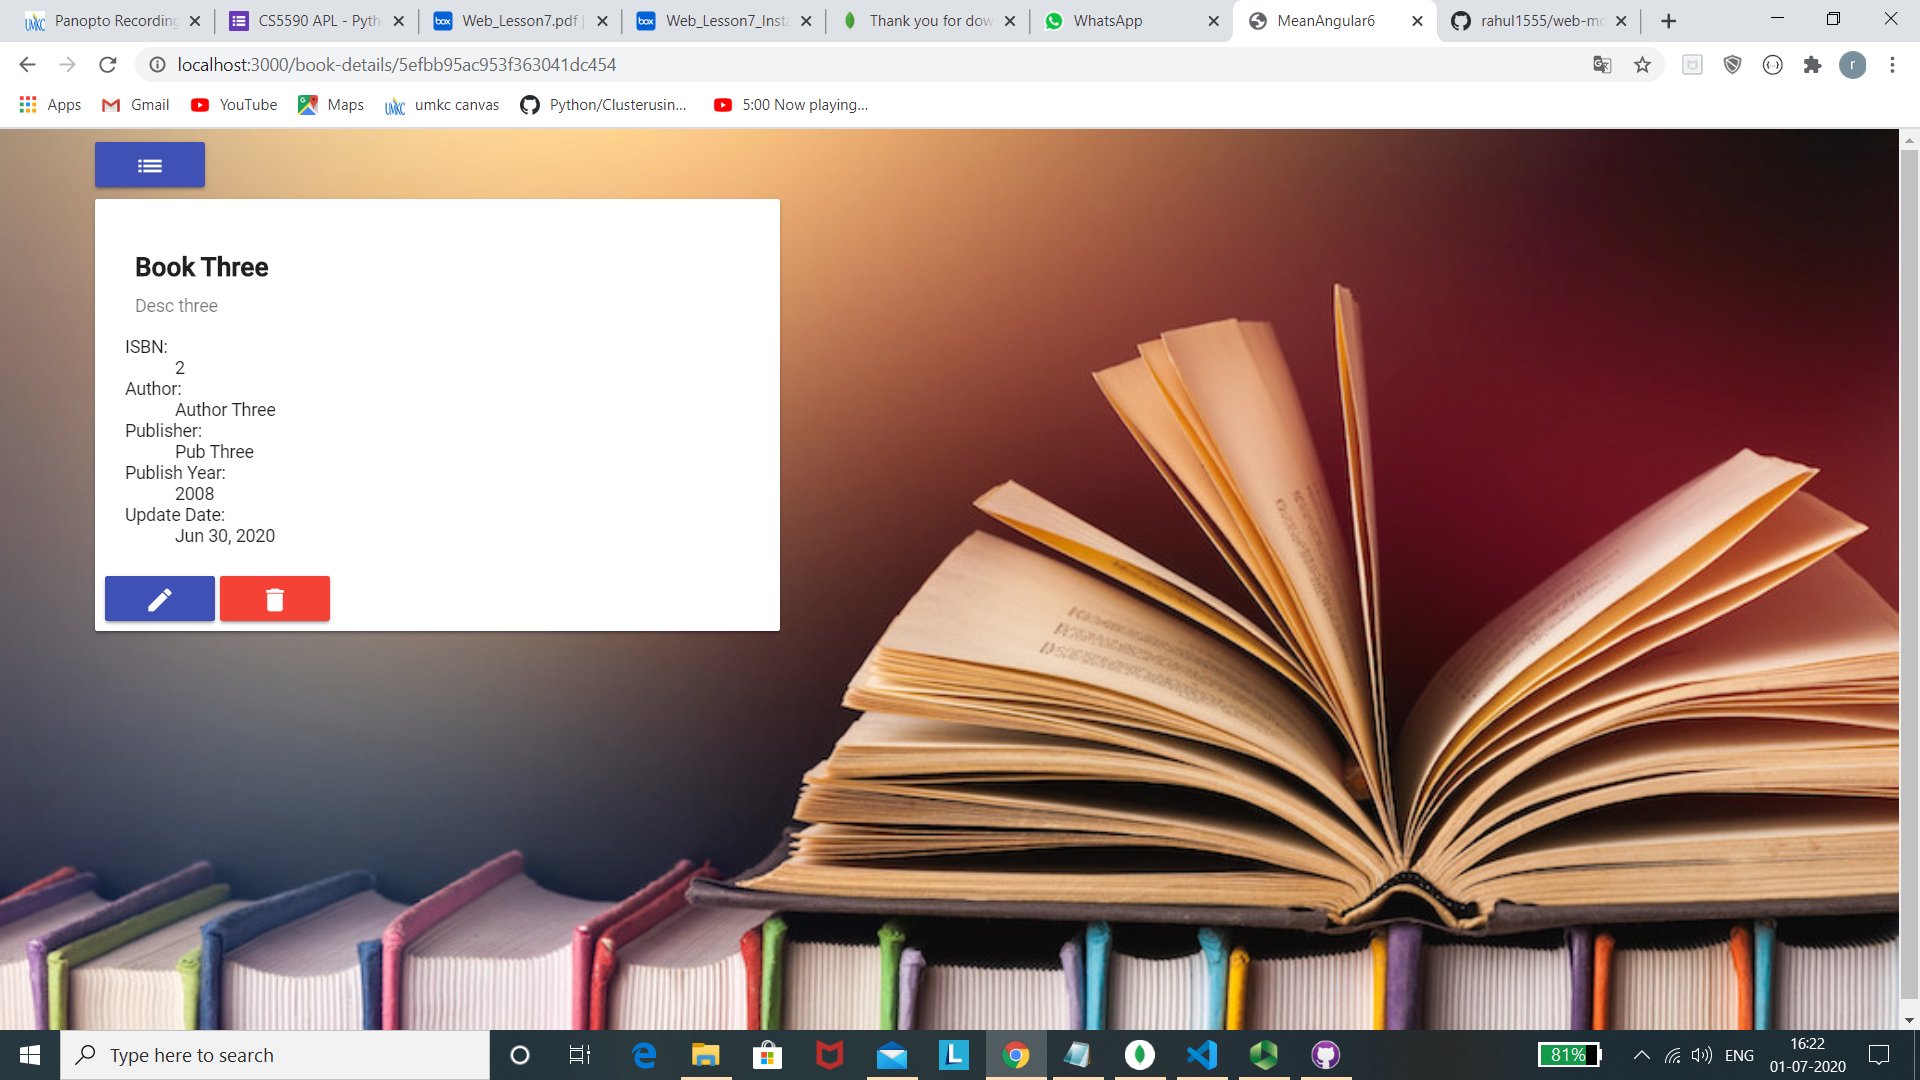 Panopto Recording
CS5590 APL - Pyth
Web_Lesson7.pdf |
Web_Lesson7_Insta
Thank you for dow
WhatsApp
MeanAngular6
rahul1555/web-mo
localhost:3000/book-details/5efbb95ac953f363041dc454
r
Apps
Gmail
YouTube
Maps
umkc canvas
Python/Clusterusin...
5:00 Now playing...
Book Three
Desc three
ISBN:
2
Author:
Author Three
Publisher:
Pub Three
Publish Year:
2008
Update Date:
Jun 30, 2020
Type here to search
81%
ENG
16:22
01-07-2020